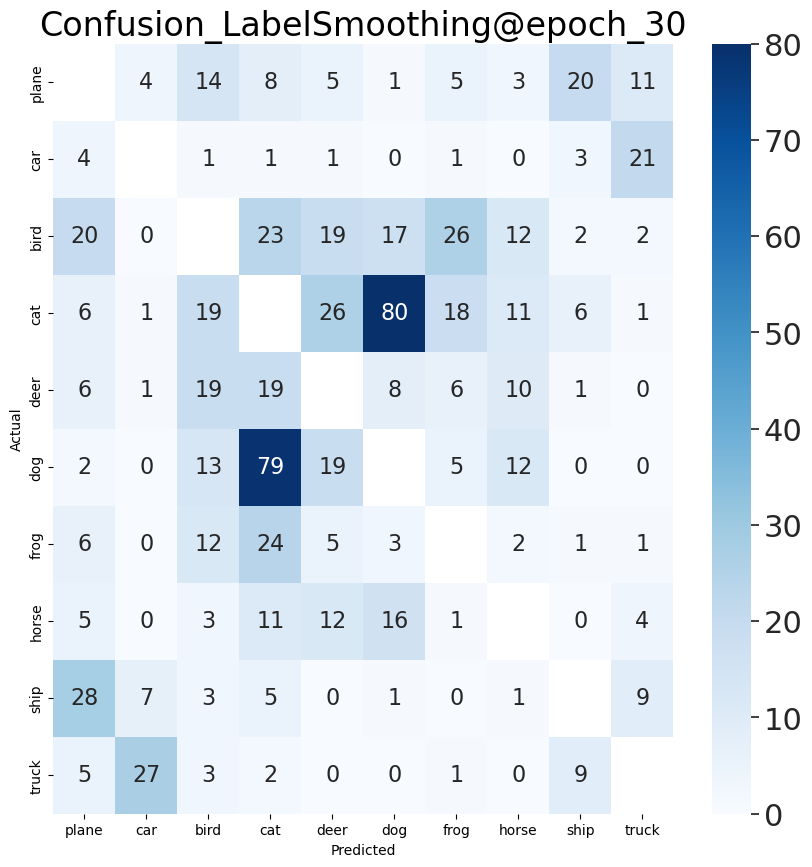 Confusion_LabelSmoothing@epoch_30
plane 4 14 8 5 1 5 3 20 11
car 4 1 1 1 0 1 0 3 21
bird 20 0 23 19 17 26 12 2 2
cat 6 1 19 26 80 18 11 6 1
deer 6 1 19 19 8 6 10 1 0
dog 2 0 13 79 19 5 12 0 0
frog 6 0 12 24 5 3 2 1 1
horse 5 0 3 11 12 16 1 0 4
ship 28 7 3 5 0 1 0 1 9
truck 5 27 3 2 0 0 1 0 9
plane car bird cat deer dog frog horse ship truck
Predicted
Actual
80
70
60
50
40
30
20
10
0